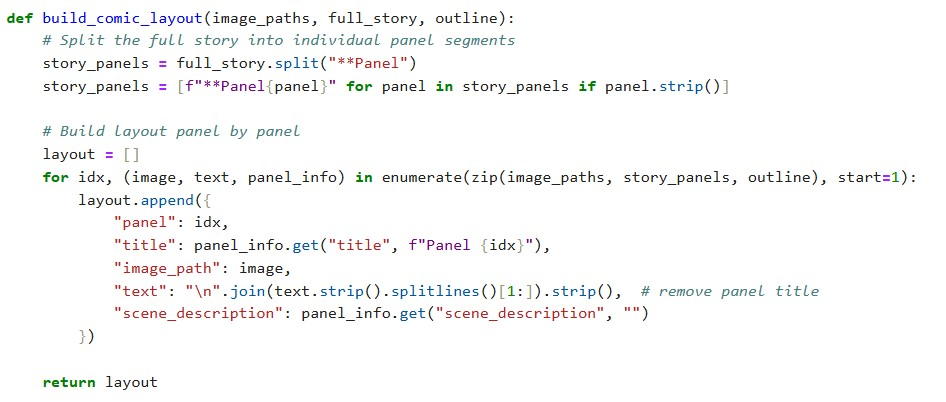 def build_comic_layout(image_paths, full_story, outline):
    # Split the full story into individual panel segments
    story_panels = full_story.split("**Panel")
    story_panels = [f"**Panel{panel}" for panel in story_panels if panel.strip()]

    # Build layout panel by panel
    layout = []
    for idx, (image, text, panel_info) in enumerate(zip(image_paths, story_panels, outline), start=1):
        layout.append({
            "panel": idx,
            "title": panel_info.get("title", f"Panel {idx}"),
            "image_path": image,
            "text": "\n".join(text.strip().splitlines()[1:]).strip(),  # remove panel title
            "scene_description": panel_info.get("scene_description", "")
        })

    return layout